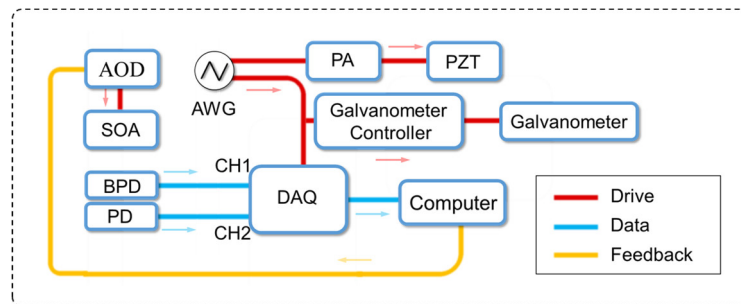 AOD
PA
PZT
AWG
SOA
Galvanometer
Controller
Galvanometer
CH1
BPD
PD
DAQ
CH2
Computer
Drive
Data
Feedback